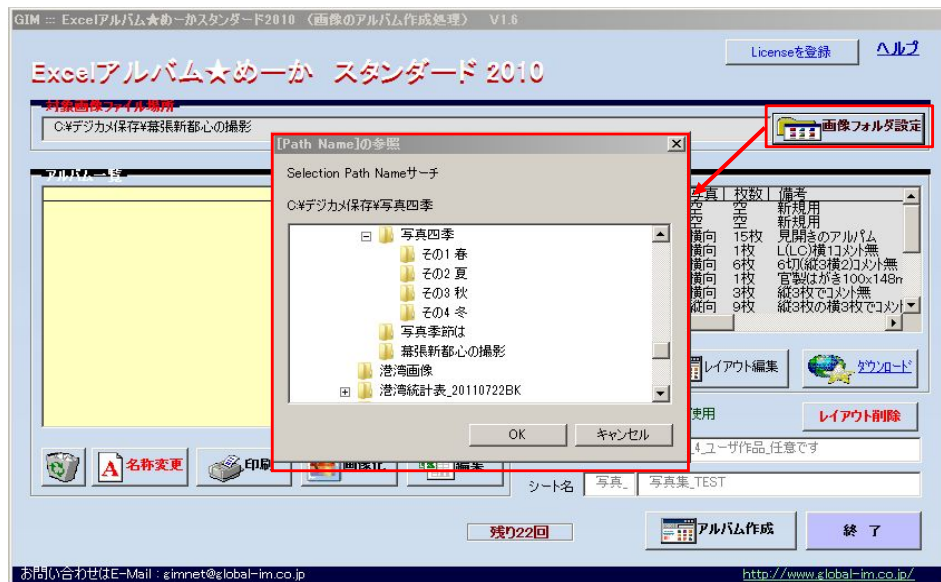 GIM ::: Excelアルバム★めーかスタンダード2010 （画像のアルバム作成処理） V1.6
Licenseを登録
ヘルプ
Excelアルバム★めーか スタンダード 2010
対象画像ファイル場所
C:¥デジカメ保存¥幕張新都心の撮影
画像フォルダ設定
[Path Name]の参照
Selection Path Nameサーチ
C:¥デジカメ保存¥写真四季
写真四季
その1 春
その2 夏
その3 秋
その4 冬
写真季節は
幕張新都心の撮影
港湾画像
港湾統計表_20110722BK
OK
キャンセル
アルバム一覧
写真 枚数 備考
空 空 新規用
空 空 新規用
横向 15枚 見開きのアルバム
横向 1枚 L(LC)横1コメント無
横向 6枚 6切(縦3横2)コメント無
横向 1枚 官製はがき100x148m
横向 3枚 縦3枚でコメント無
縦向 9枚 縦3枚の横3枚でコメント
レイアウト編集
ダウンロード
使用
レイアウト削除
4_ユーザ作品_任意です
名称変更
印刷
画像化
編集
シート名
写真_
写真集_TEST
残り22回
アルバム作成
終 了
お問い合わせはE-Mail : gimnet@global-im.co.jp
http://www.global-im.co.jp/